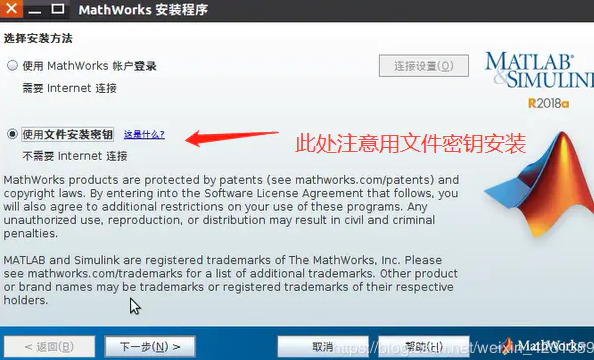 MathWorks 安装程序
选择安装方法
使用 MathWorks 帐户登录
连接设置(O)
需要 Internet 连接
MATLAB
&SIMULINK
R2018a
使用文件安装密钥 这是什么?
此处注意用文件密钥安装
不需要 Internet 连接
MathWorks products are protected by patents (see mathworks.com/patents) and
copyright laws. By entering into the Software License Agreement that follows, you
will also agree to additional restrictions on your use of these programs. Any
unauthorized use, reproduction, or distribution may result in civil and criminal
penalties.
MATLAB and Simulink are registered trademarks of The MathWorks, Inc. Please
see mathworks.com/trademarks for a list of additional trademarks. Other product
or brand names may be trademarks or registered trademarks of their respective
holders.
< 返回(B) 下一步(N) > 取消 帮助(H) MathWorks